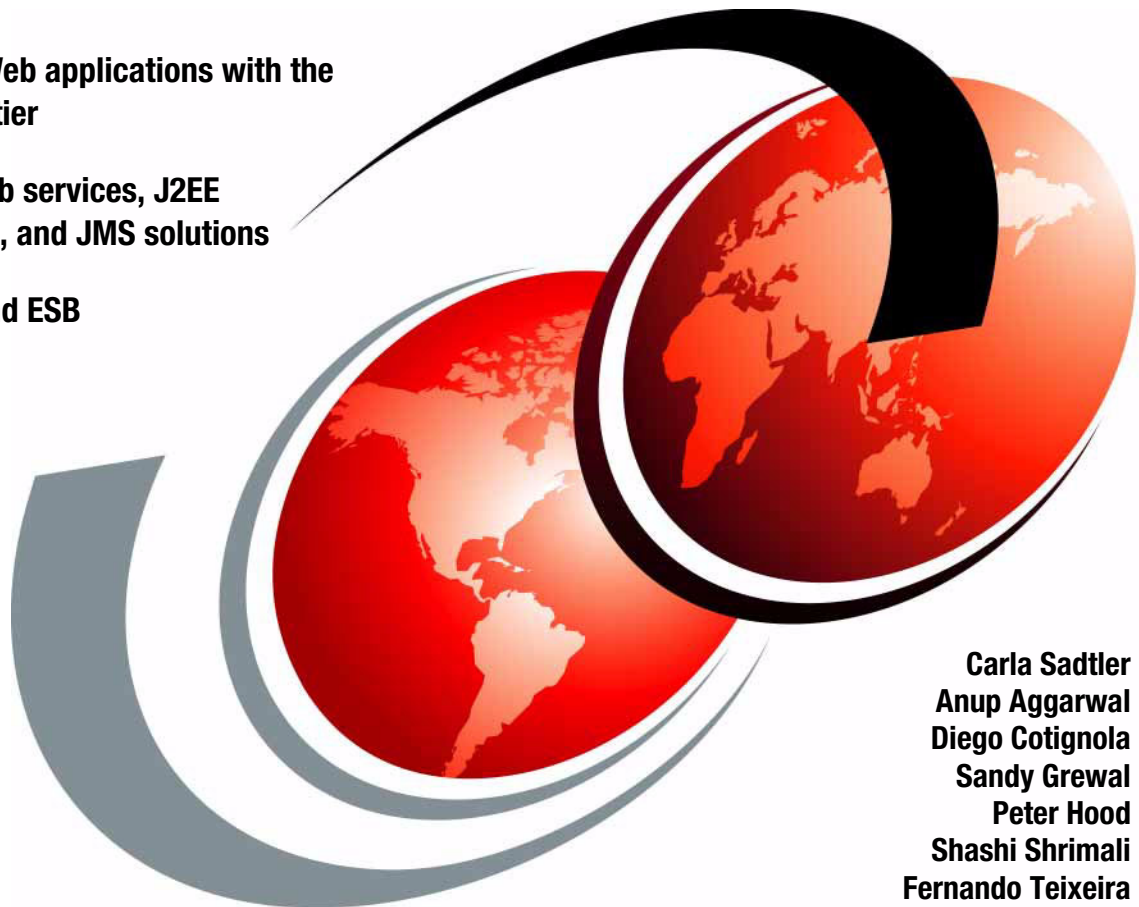 Web applications with the
tier
b services, J2EE
, and JMS solutions
d ESB
Carla Sadtler
Anup Aggarwal
Diego Cotignola
Sandy Grewal
Peter Hood
Shashi Shrimali
Fernando Teixeira